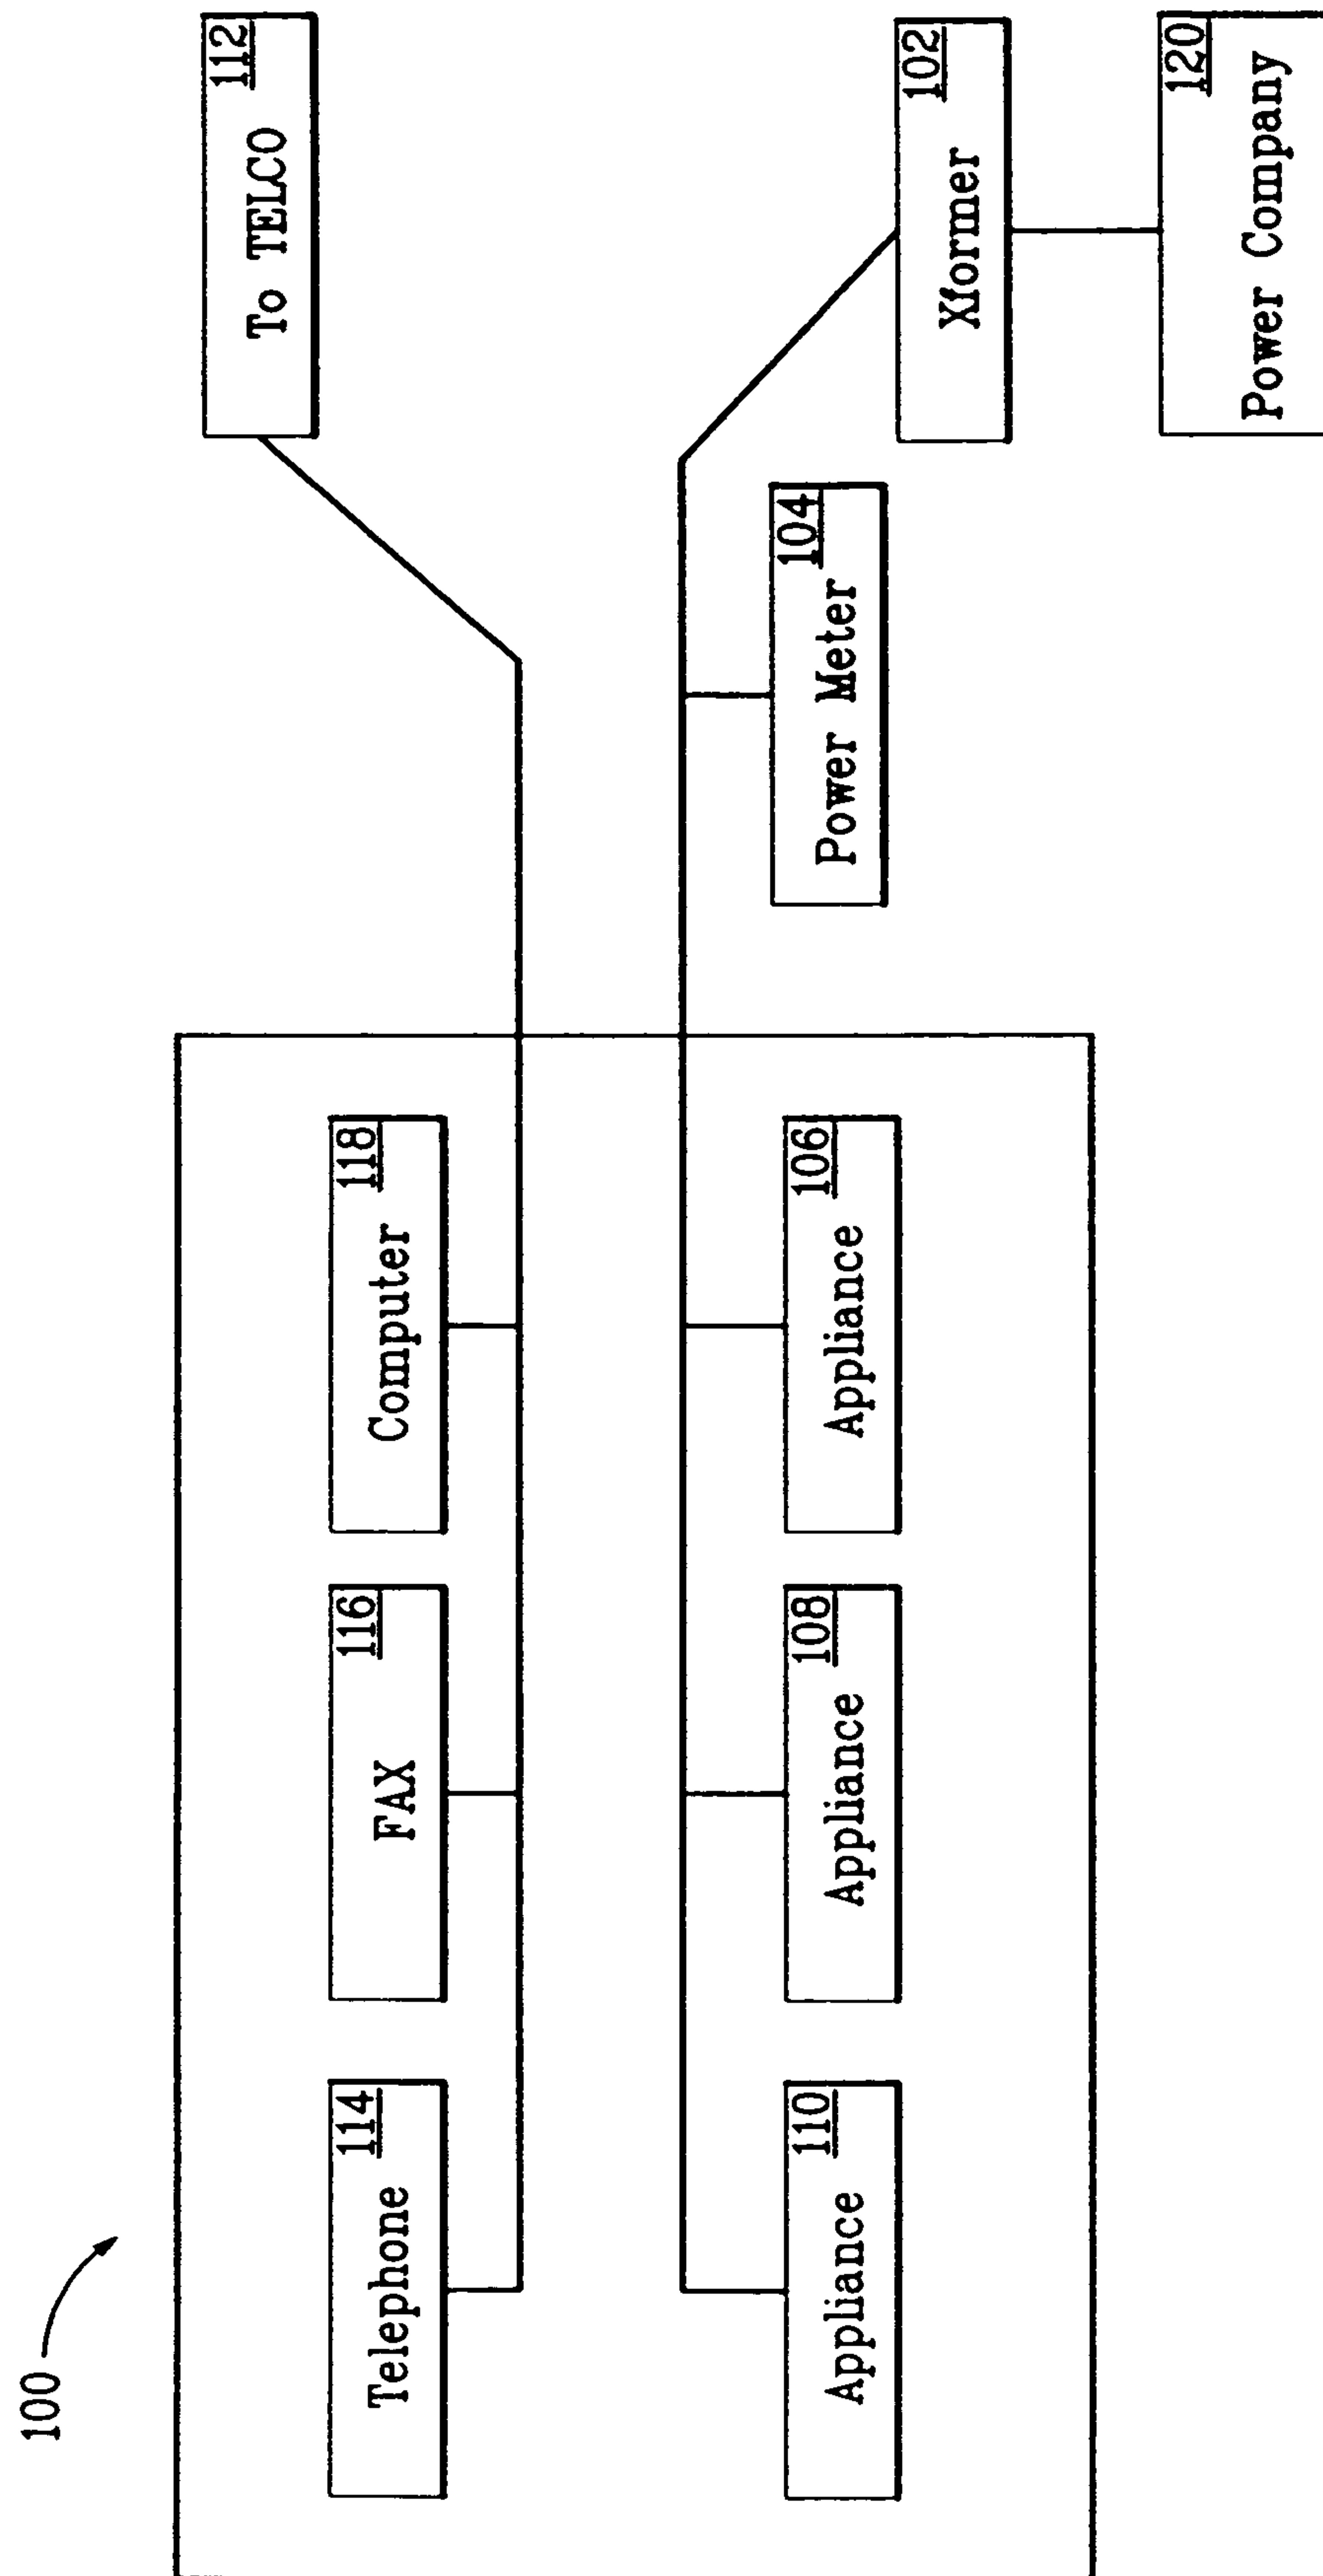 100
Telephone
114
FAX
116
Computer
118
To TELCO
112
Appliance
110
Appliance
108
Appliance
106
Power Meter
104
Xformer
102
Power Company
120